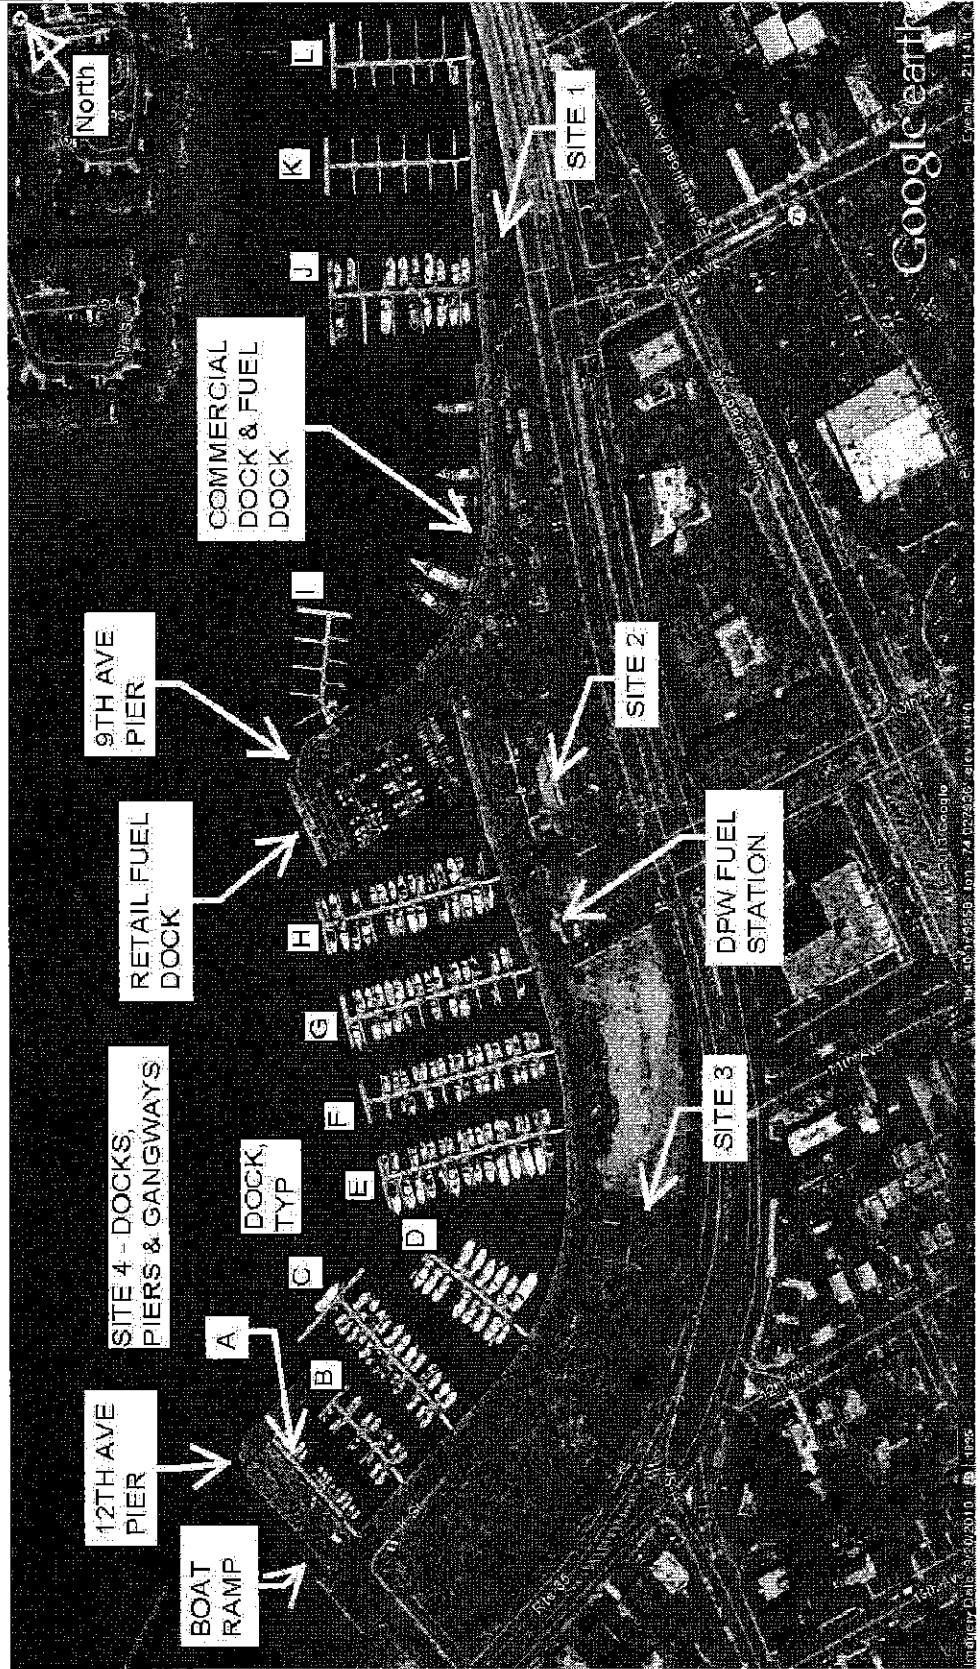 North
L
K
J
SITE 1
COMMERCIAL
DOCK & FUEL
DOCK
I
9TH AVE
PIER
SITE 2
RETAIL FUEL
DOCK
H
DPW FUEL
STATION
G
F
E
SITE 3
SITE 4 - DOCKS,
PIERS & GANGWAYS
DOCK,
TYP
D
C
A
B
12TH AVE
PIER
BOAT
RAMP
Google earth